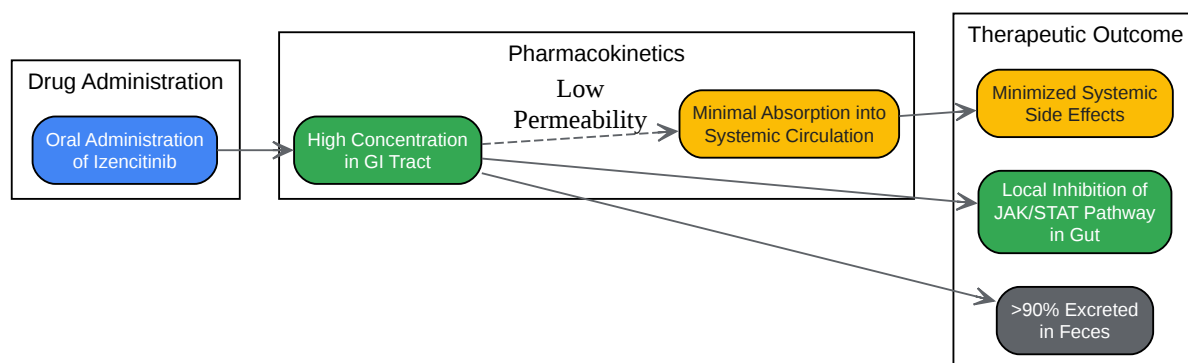 Drug Administration
Oral Administration
of Izencitinib
Pharmacokinetics
High Concentration
in GI Tract
Low
Permeability
Minimal Absorption into
Systemic Circulation
Therapeutic Outcome
Minimized Systemic
Side Effects
Local Inhibition of
JAK/STAT Pathway
in Gut
>90% Excreted
in Feces